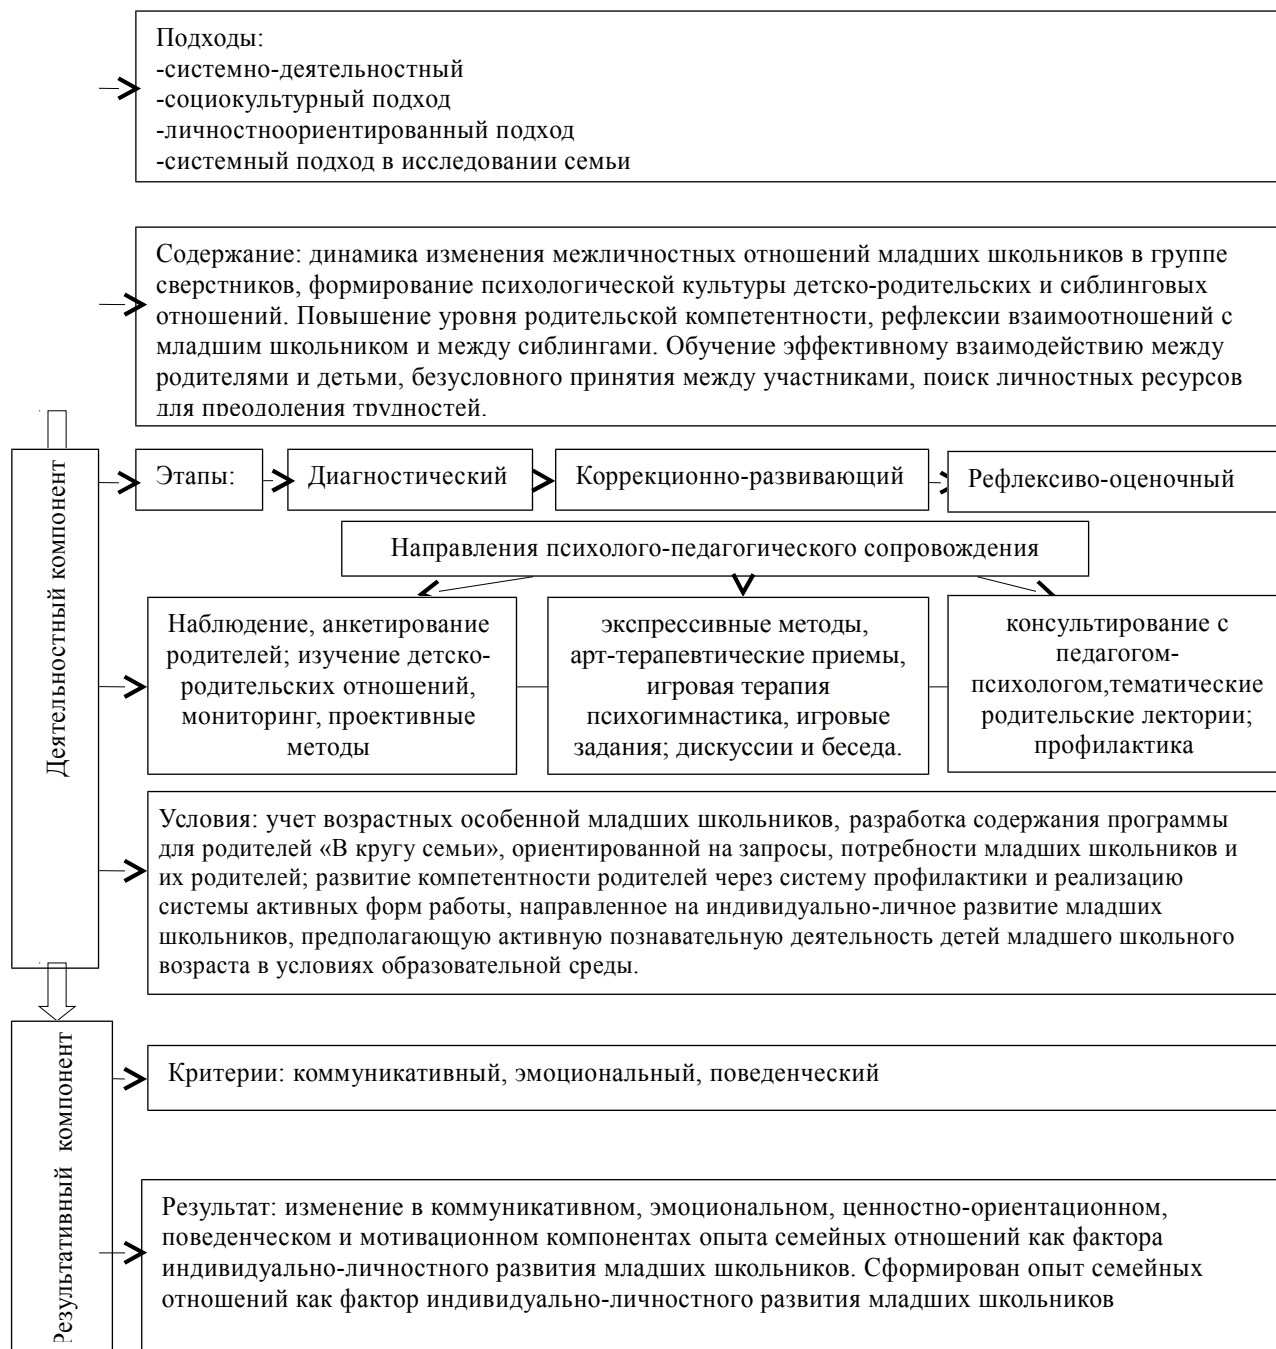 Подходы:
-системно-деятельностный
-социокультурный подход
-личностноориентированный подход
-системный подход в исследовании семьи
Содержание: динамика изменения межличностных отношений младших школьников в группе
сверстников, формирование психологической культуры детско-родительских и сиблинговых
отношений. Повышение уровня родительской компетентности, рефлексии взаимоотношений с
младшим школьником и между сиблингами. Обучение эффективному взаимодействию между
родителями и детьми, безусловного принятия между участниками, поиск личностных ресурсов
для преодоления трудностей.
Деятельностный компонент
Этапы:
Диагностический
Коррекционно-развивающий
Рефлексиво-оценочный
Направления психолого-педагогического сопровождения
Наблюдение, анкетирование
родителей; изучение детско-
родительских отношений,
мониторинг, проективные
методы
экспрессивные методы,
арт-терапевтические приемы,
игровая терапия
психогимнастика, игровые
задания; дискуссии и беседа.
консультирование с
педагогом-
психологом,тематические
родительские лектории;
профилактика
Условия: учет возрастных особенной младших школьников, разработка содержания программы
для родителей «В кругу семьи», ориентированной на запросы, потребности младших школьников и
их родителей; развитие компетентности родителей через систему профилактики и реализацию
системы активных форм работы, направленное на индивидуально-личное развитие младших
школьников, предполагающую активную познавательную деятельность детей младшего школьного
возраста в условиях образовательной среды.
Результативный компонент
Критерии: коммуникативный, эмоциональный, поведенческий
Результат: изменение в коммуникативном, эмоциональном, ценностно-ориентационном,
поведенческом и мотивационном компонентах опыта семейных отношений как фактора
индивидуально-личностного развития младших школьников. Сформирован опыт семейных
отношений как фактор индивидуально-личностного развития младших школьников